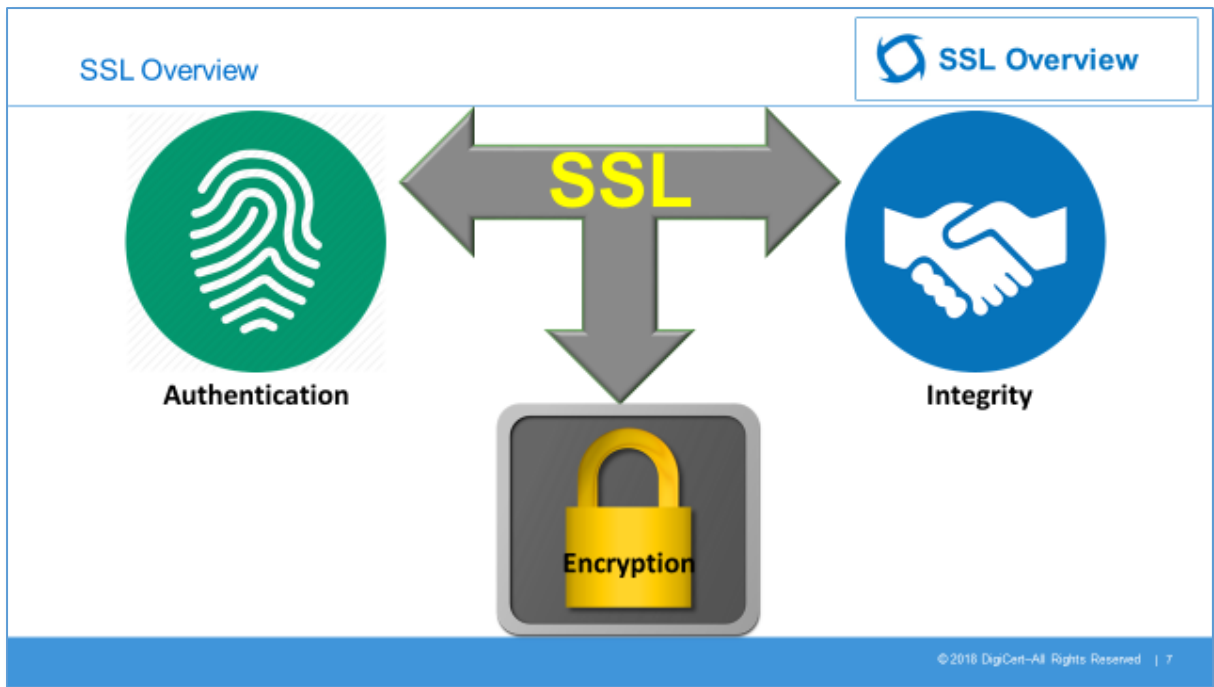 SSL Overview
SSL Overview
SSL
Authentication
Integrity
Encryption
©2018 DigiCert–All Rights Reserved | 7